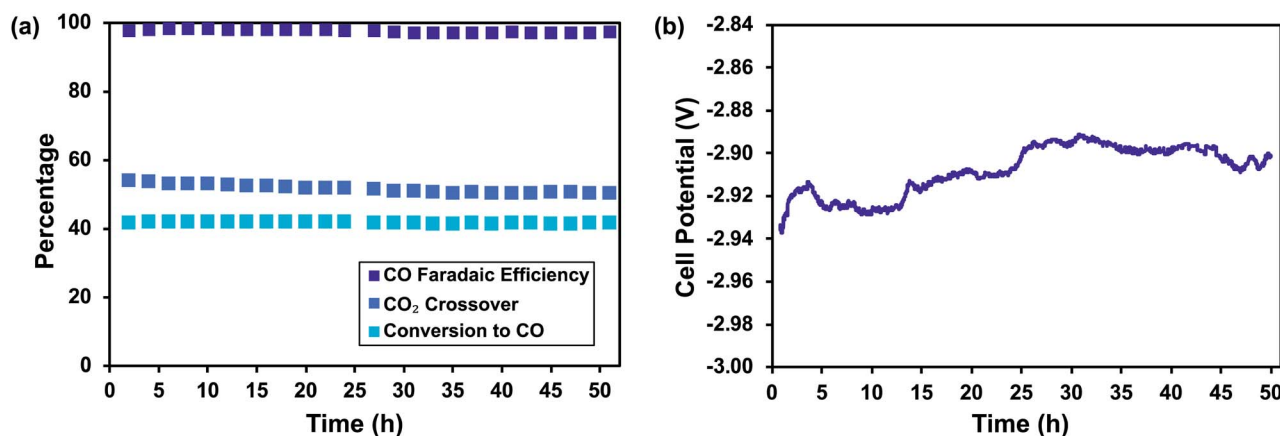 (a)
100
80
60
40
20
0
Percentage
CO Faradaic Efficiency
CO₂ Crossover
Conversion to CO
0 5 10 15 20 25 30 35 40 45 50
Time (h)
(b)
-2.84
-2.86
-2.88
-2.90
-2.92
-2.94
-2.96
-2.98
-3.00
Cell Potential (V)
0 5 10 15 20 25 30 35 40 45 50
Time (h)